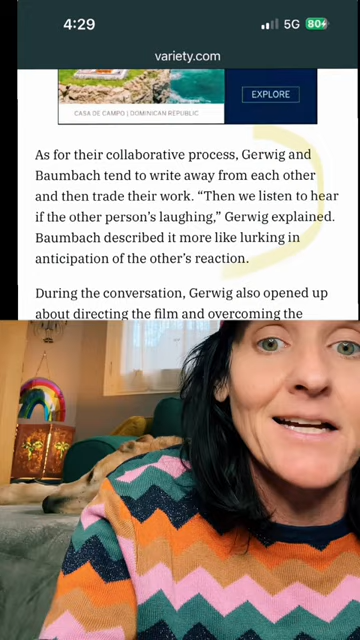 4:29
5G
80
variety.com
EXPLORE
CASA DE CAMPO | DOMINICAN REPUBLIC
As for their collaborative process, Gerwig and
Baumbach tend to write away from each other
and then trade their work. “Then we listen to hear
if the other person’s laughing,” Gerwig explained.
Baumbach described it more like lurking in
anticipation of the other’s reaction.
During the conversation, Gerwig also opened up
about directing the film and overcoming the